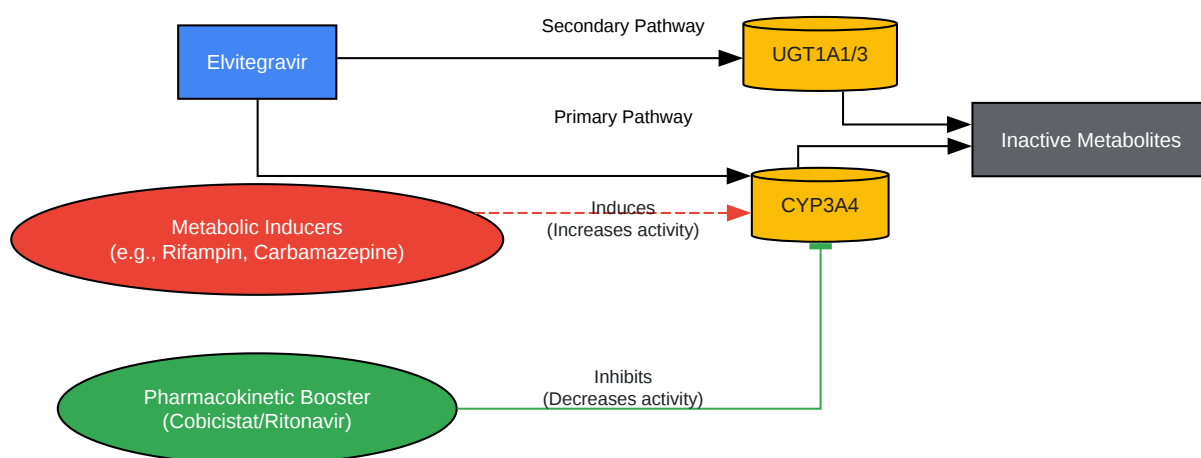 Secondary Pathway
Elvitegravir
UGT1A1/3
Primary Pathway
Inactive Metabolites
CYP3A4
Metabolic Inducers
(e.g., Rifampin, Carbamazepine)
Induces
(Increases activity)
Pharmacokinetic Booster
(Cobicistat/Ritonavir)
Inhibits
(Decreases activity)